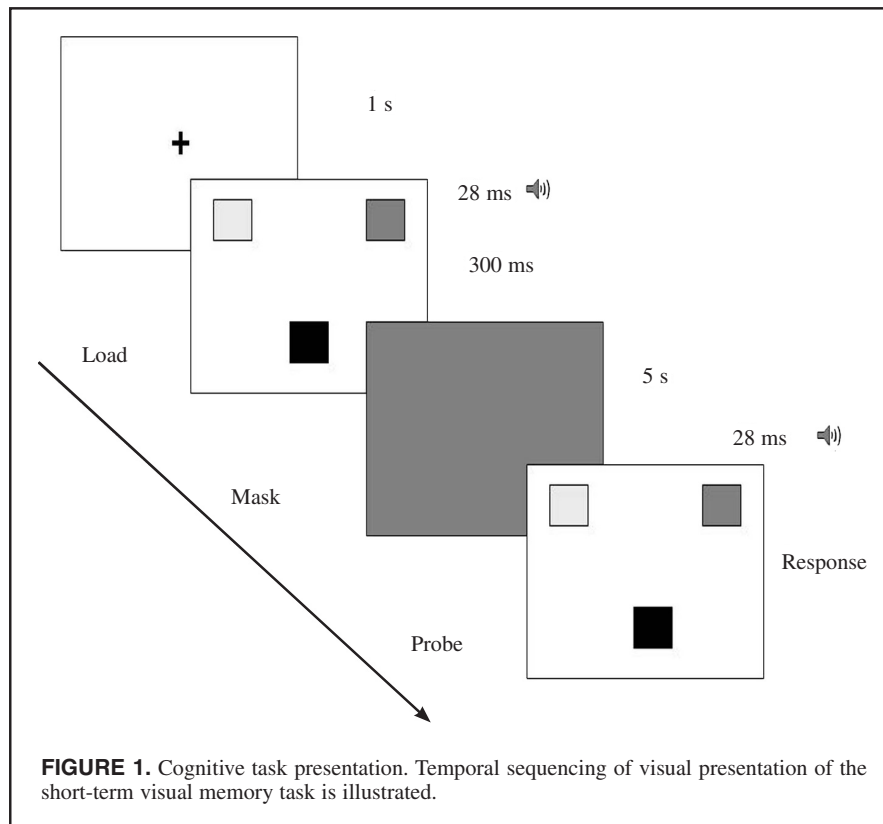 1 s
28 ms
300 ms
Load
5 s
28 ms
Mask
Response
Probe
FIGURE 1. Cognitive task presentation. Temporal sequencing of visual presentation of the
short-term visual memory task is illustrated.